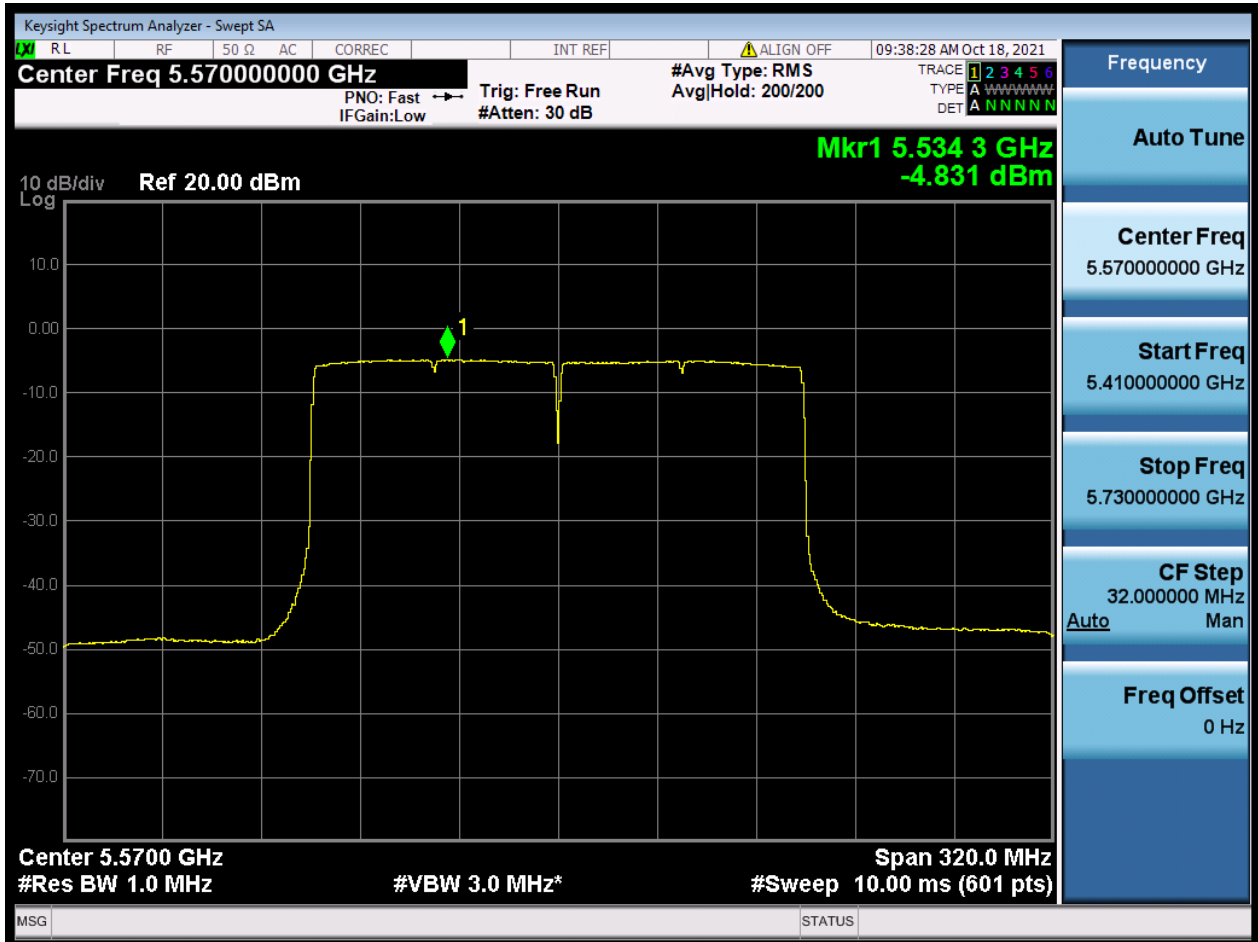 Keysight Spectrum Analyzer - Swept SA
LXI RL RF 50 Ω AC CORREC INT REF ALIGN OFF 09:38:28 AM Oct 18, 2021
Center Freq 5.570000000 GHz
PNO: Fast
IFGain:Low
Trig: Free Run
#Atten: 30 dB
#Avg Type: RMS
Avg|Hold: 200/200
TRACE 1 2 3 4 5 6
TYPE A WWWWW
DET A N N N N N
Mkr1 5.534 3 GHz
-4.831 dBm
10 dB/div Ref 20.00 dBm
Log
10.0
0.00
-10.0
-20.0
-30.0
-40.0
-50.0
-60.0
-70.0
1
Center 5.5700 GHz Span 320.0 MHz
#Res BW 1.0 MHz #VBW 3.0 MHz* #Sweep 10.00 ms (601 pts)
MSG STATUS
Frequency
Auto Tune
Center Freq
5.570000000 GHz
Start Freq
5.410000000 GHz
Stop Freq
5.730000000 GHz
CF Step
32.000000 MHz
Auto Man
Freq Offset
0 Hz